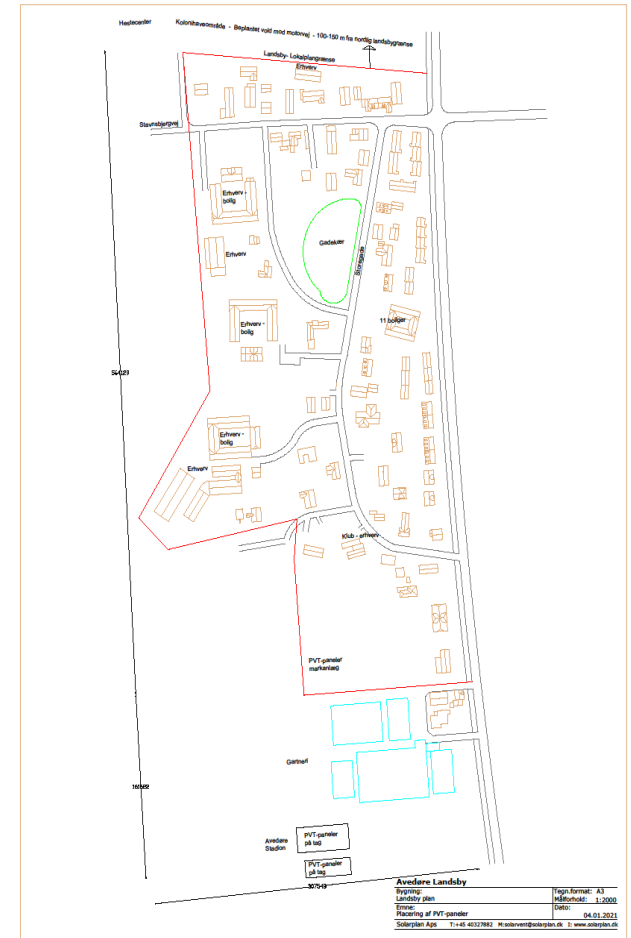 Hestecenter
Kolonihaveområde - Beplantet vold mod motorvej - 100-150 m fra nordlig landsbygrænse
Landsby- Lokalplangrænse
Erhverv
Stavnsbjergvej
Erhverv -
bolig
Gadekær
Storegade
Erhverv
Erhverv -
bolig
11 boliger
Erhverv -
bolig
Erhverv
Klub - erhverv
PVT-paneler
markanlæg
Gartneri
Avedøre
Stadion
PVT-paneler
på tag
PVT-paneler
på tag
Avedøre Landsby
Bygning:
Landsby plan
Tegn.format: A3
Målforhold: 1:2000
Emne:
Placering af PVT-paneler
Dato:
04.01.2021
Solarplan Aps T:+45 40327882 M:solarvent@solarplan.dk I: www.solarplan.dk